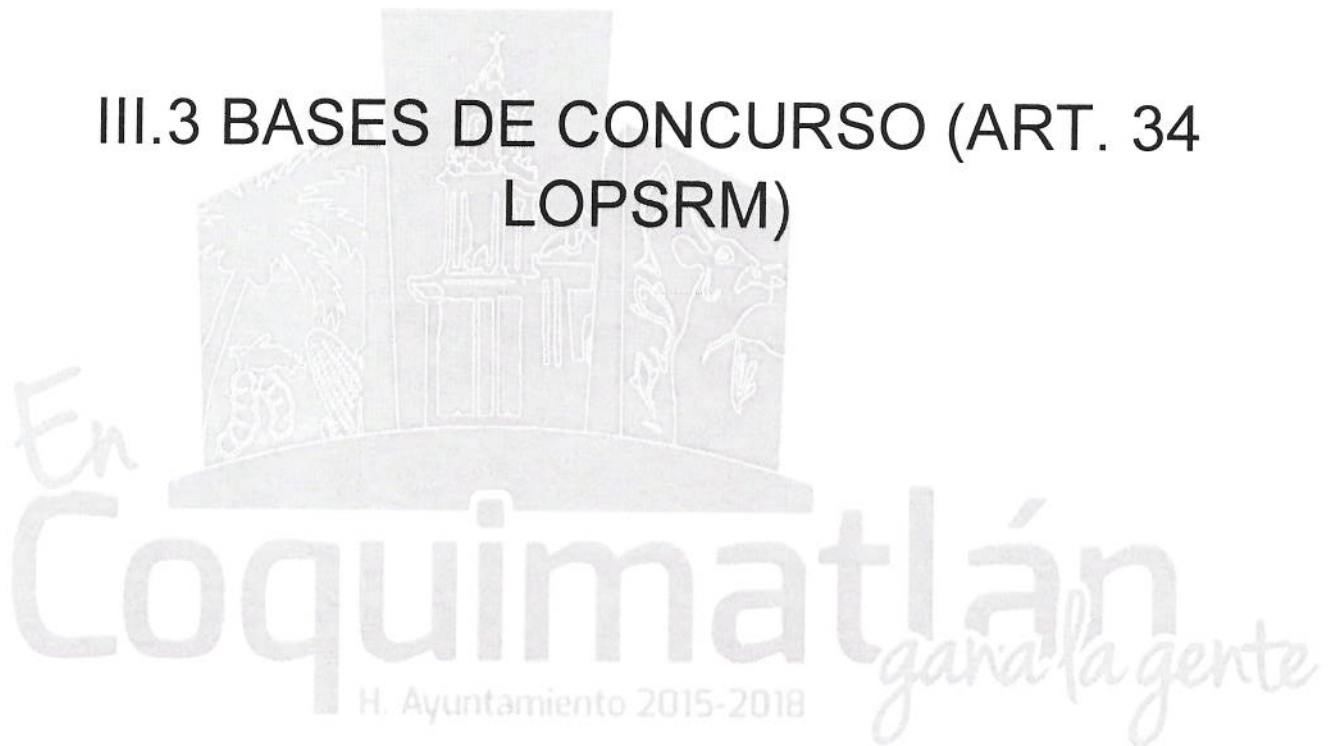 III.3 BASES DE CONCURSO (ART. 34
LOPSRM)
En
Coquimatlán
gana la gente
H. Ayuntamiento 2015-2018